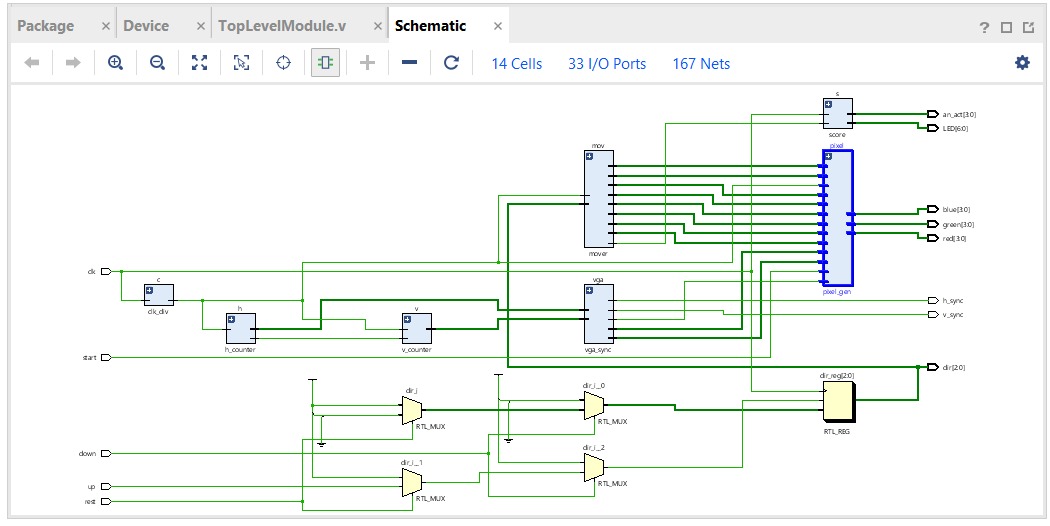 Package × Device × TopLevelModule.v × Schematic × ?
14 Cells 33 I/O Ports 167 Nets
s
an_act[3:0]
LED[6:0]
score
mov
pixel
blue[3:0]
green[3:0]
red[3:0]
mover
clk
c
vga
pixel_gen
clk_div
h
v
h_sync
v_sync
h_counter
v_counter
vga_sync
start
dir[2:0]
dir_reg[2:0]
dir_i
dir_i__0
RTL_MUX
RTL_MUX
RTL_REG
down
dir_i__1
dir_i__2
up
RTL_MUX
RTL_MUX
rest